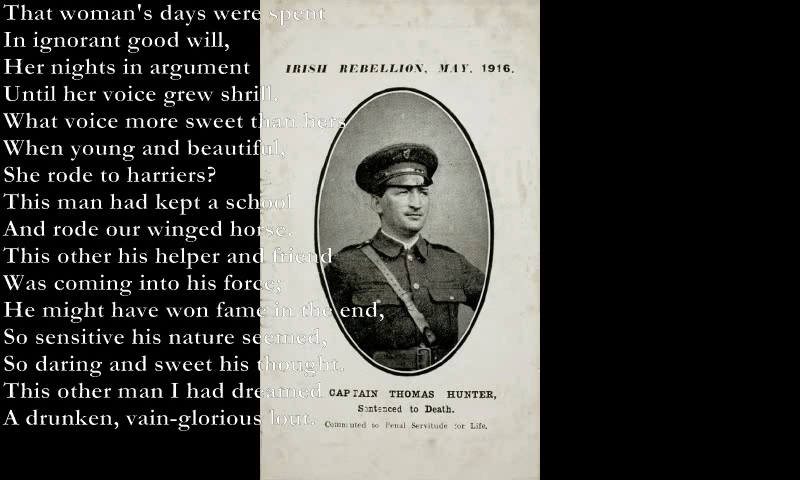 That woman's days were spent
In ignorant good will,
Her nights in argument
Until her voice grew shrill.
What voice more sweet than hers
When young and beautiful,
She rode to harriers?
This man had kept a school
And rode our winged horse.
This other his helper and friend
Was coming into his force;
He might have won fame in the end,
So sensitive his nature seemed,
So daring and sweet his thought.
This other man I had dreamed
A drunken, vain-glorious lout.
IRISH REBELLION, MAY, 1916.
CAPTAIN THOMAS HUNTER,
Sentenced to Death.
Commuted to Penal Servitude for Life.